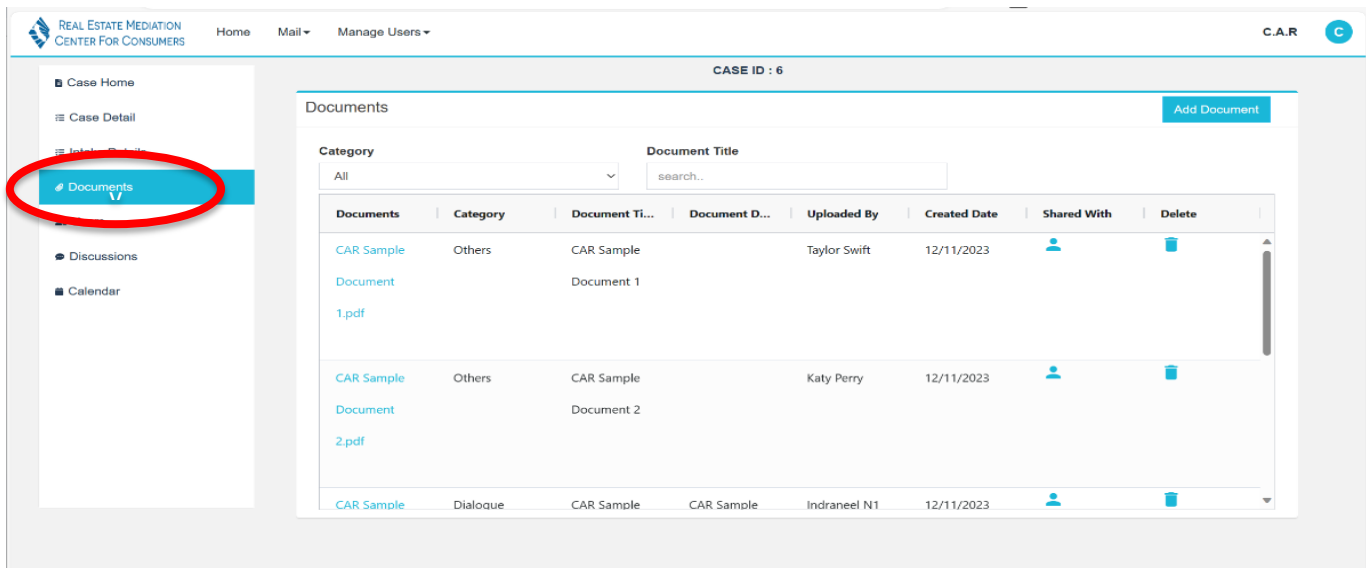 REAL ESTATE MEDIATION
CENTER FOR CONSUMERS
Home Mail Manage Users C.A.R C
Case Home
Case Detail
Documents
Discussions
Calendar
CASE ID : 6
Documents Add Document
Category Document Title
All search..
Documents Category Document Ti... Document D... Uploaded By Created Date Shared With Delete
CAR Sample Others CAR Sample Taylor Swift 12/11/2023
Document Document 1
1.pdf
CAR Sample Others CAR Sample Katy Perry 12/11/2023
Document Document 2
2.pdf
CAR Sample Dialogue CAR Sample CAR Sample Indraneel N1 12/11/2023